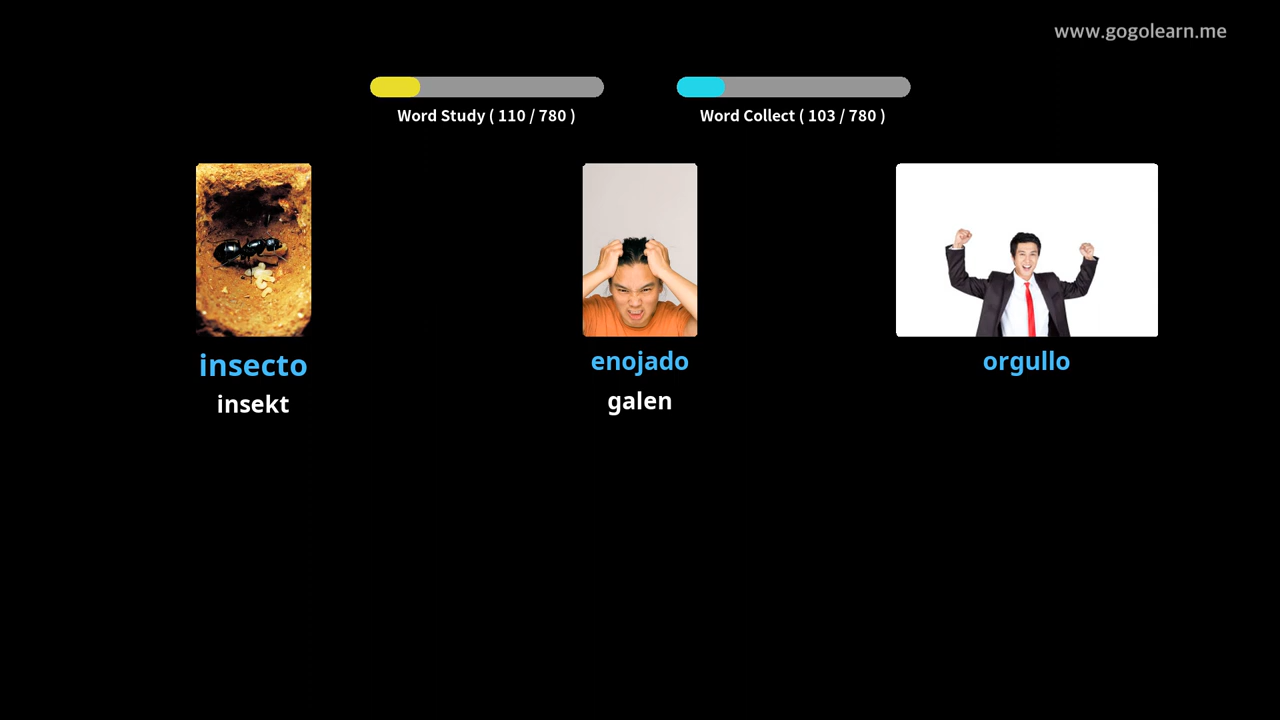 www.gogolearn.me
Word Study ( 110 / 780 )
Word Collect ( 103 / 780 )
insecto
insekt
enojado
galen
orgullo